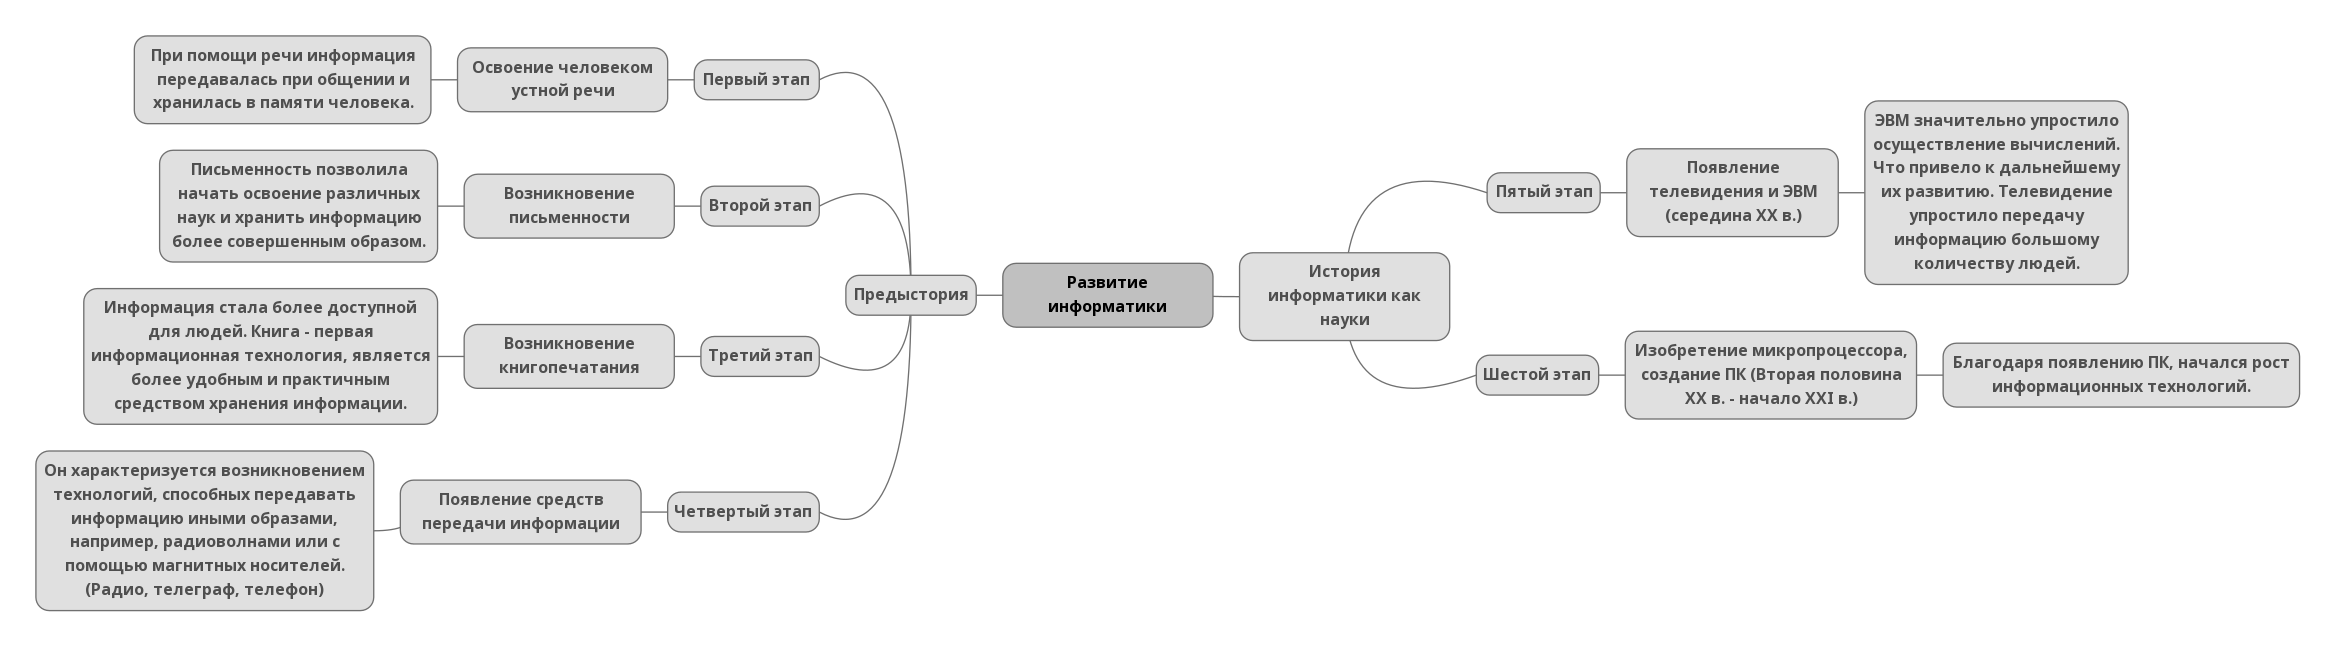 Развитие
информатики
Предыстория
Первый этап
Освоение человеком
устной речи
При помощи речи информация
передавалась при общении и
хранилась в памяти человека.
Второй этап
Возникновение
письменности
Письменность позволила
начать освоение различных
наук и хранить информацию
более совершенным образом.
Третий этап
Возникновение
книгопечатания
Информация стала более доступной
для людей. Книга - первая
информационная технология, является
более удобным и практичным
средством хранения информации.
Четвертый этап
Появление средств
передачи информации
Он характеризуется возникновением
технологий, способных передавать
информацию иными образами,
например, радиоволнами или с
помощью магнитных носителей.
(Радио, телеграф, телефон)
История
информатики как
науки
Пятый этап
Появление
телевидения и ЭВМ
(середина XX в.)
ЭВМ значительно упростило
осуществление вычислений.
Что привело к дальнейшему
их развитию. Телевидение
упростило передачу
информацию большому
количеству людей.
Шестой этап
Изобретение микропроцессора,
создание ПК (Вторая половина
XX в. - начало XXI в.)
Благодаря появлению ПК, начался рост
информационных технологий.